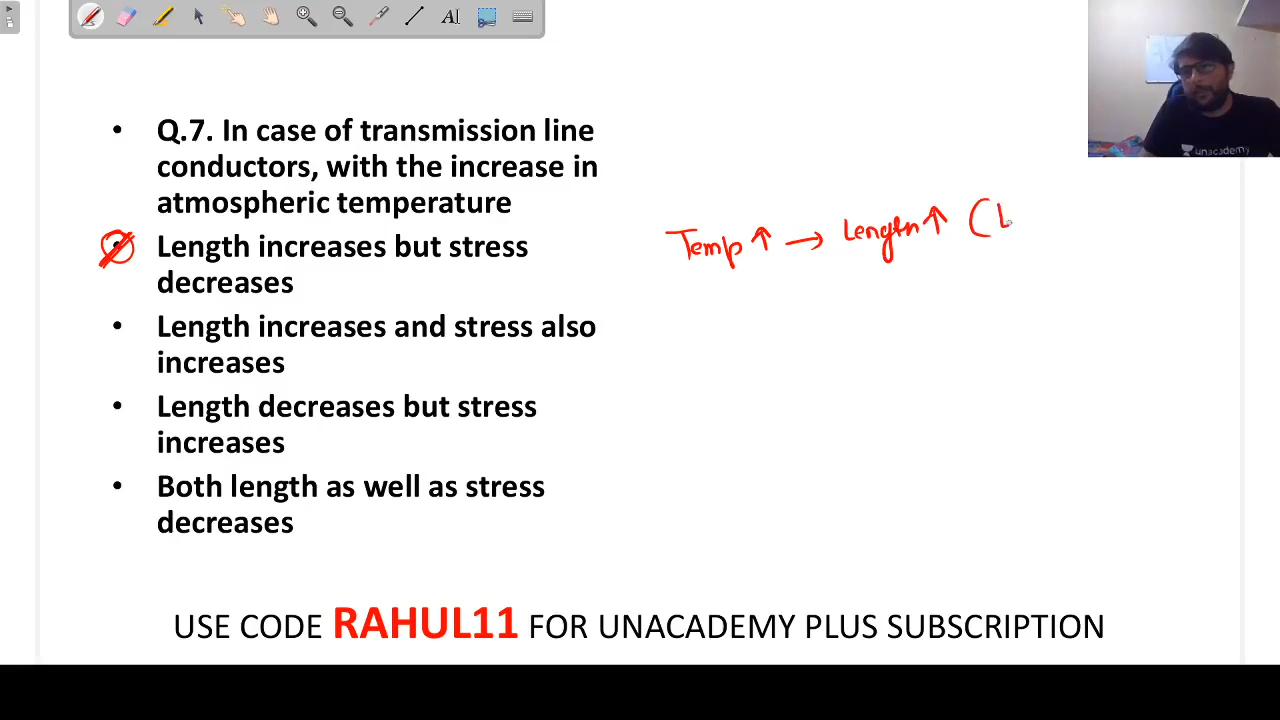 Q.7. In case of transmission line
conductors, with the increase in
atmospheric temperature
Length increases but stress
decreases
Length increases and stress also
increases
Length decreases but stress
increases
Both length as well as stress
decreases
Temp ↑ → Length ↑ (L
USE CODE RAHUL11 FOR UNACADEMY PLUS SUBSCRIPTION
unacademy